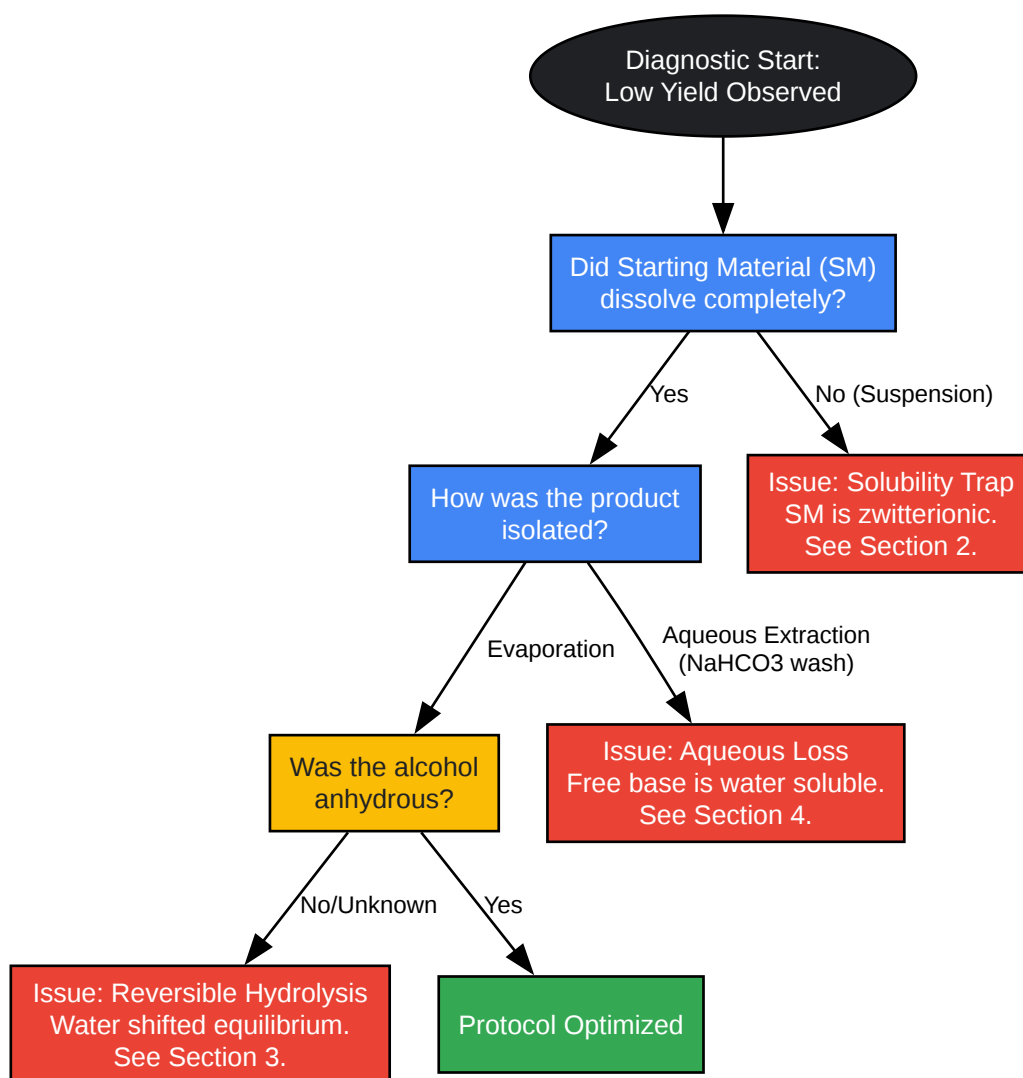 Diagnostic Start:
Low Yield Observed
Did Starting Material (SM)
dissolve completely?
Yes
No (Suspension)
How was the product
isolated?
Issue: Solubility Trap
SM is zwitterionic.
See Section 2.
Evaporation
Aqueous Extraction
(NaHCO3 wash)
Was the alcohol
anhydrous?
Issue: Aqueous Loss
Free base is water soluble.
See Section 4.
No/Unknown
Yes
Issue: Reversible Hydrolysis
Water shifted equilibrium.
See Section 3.
Protocol Optimized